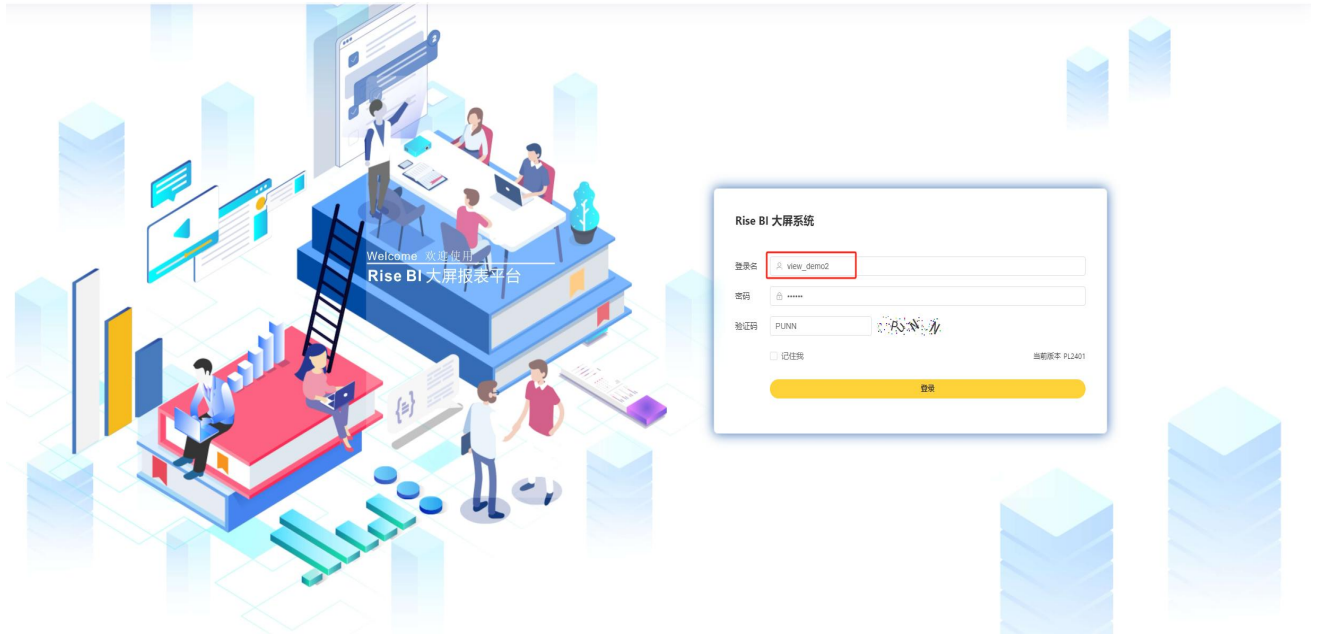 Welcome 欢迎使用
Rise BI 大屏报表平台
Rise BI 大屏系统
登录名 view_demo2
密码 ••••••
验证码 PUNN PUNN
记住我 当前版本 PL2401
登录